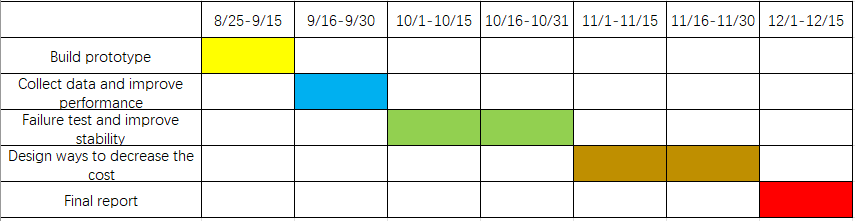 8/25-9/15 9/16-9/30 10/1-10/15 10/16-10/31 11/1-11/15 11/16-11/30 12/1-12/15
Build prototype
Collect data and improve
performance
Failure test and improve
stability
Design ways to decrease the
cost
Final report